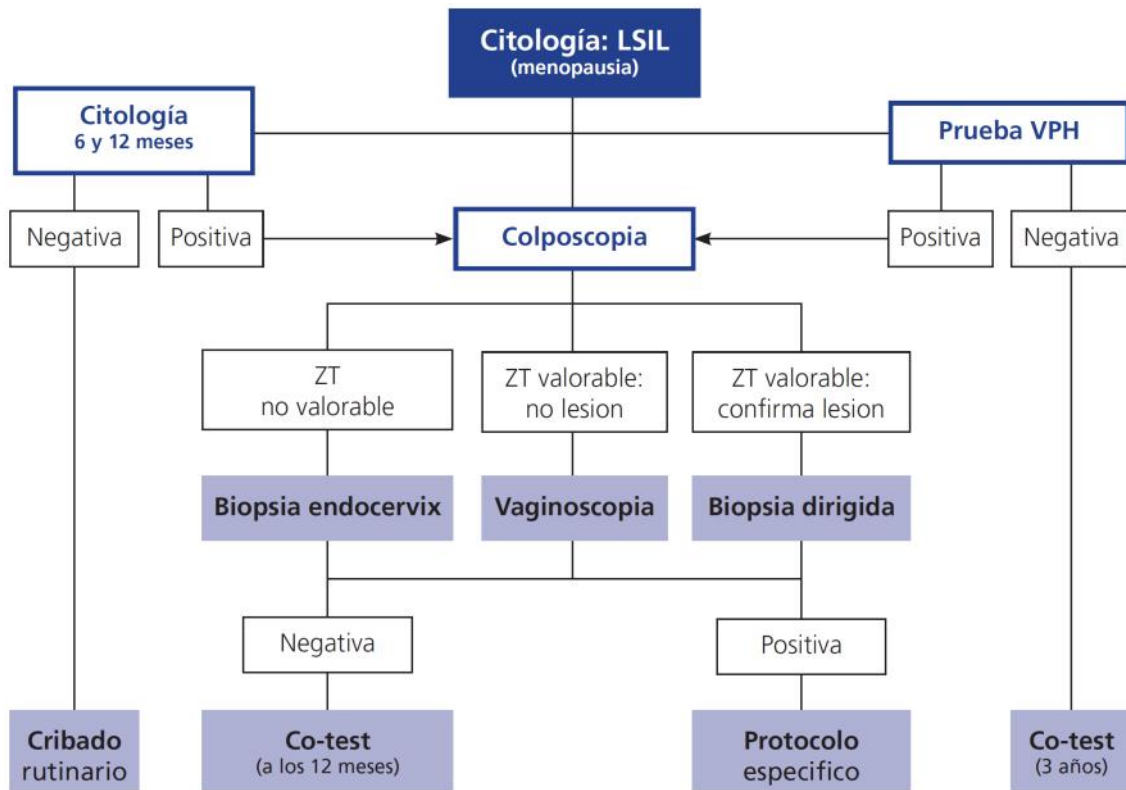 Citología: LSIL
(menopausia)
Citología
6 y 12 meses
Prueba VPH
Negativa
Positiva
Colposcopia
Positiva
Negativa
ZT
no valorable
ZT valorable:
no lesion
ZT valorable:
confirma lesion
Biopsia endocervix
Vaginoscopia
Biopsia dirigida
Negativa
Positiva
Cribado
rutinario
Co-test
(a los 12 meses)
Protocolo
especifico
Co-test
(3 años)